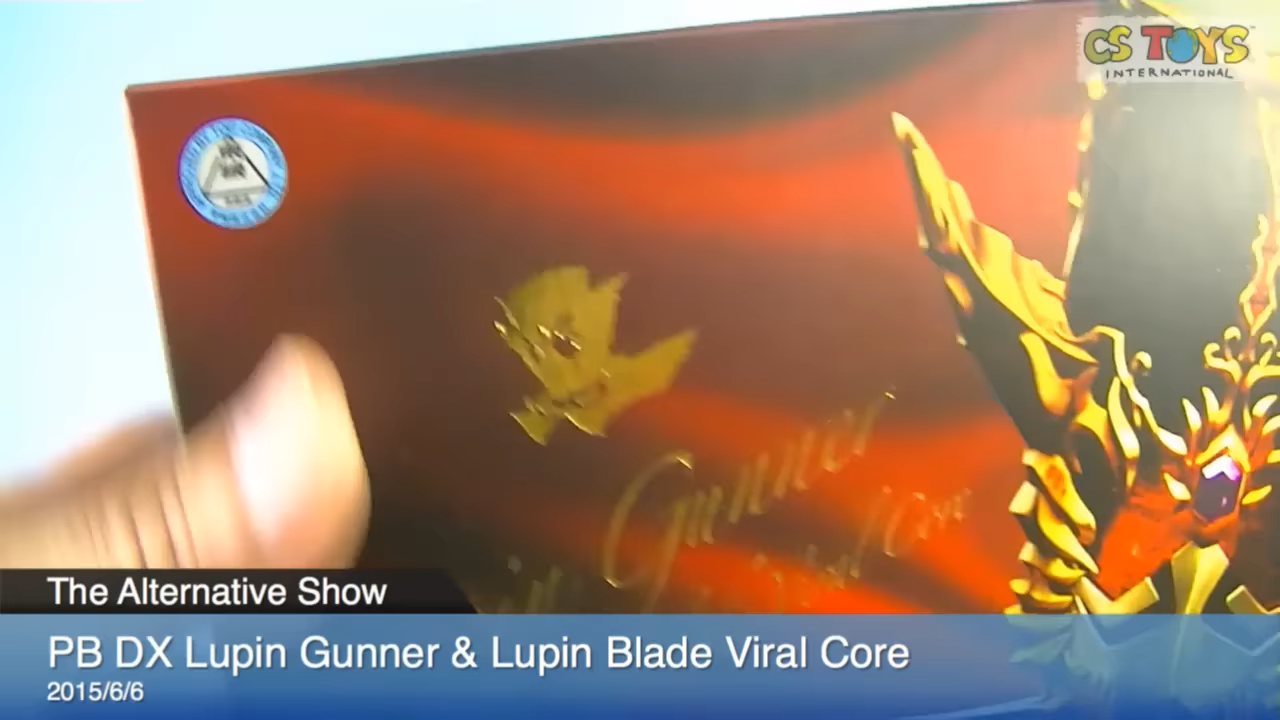 CS TOYS
INTERNATIONAL
Gunner
The Alternative Show
PB DX Lupin Gunner & Lupin Blade Viral Core
2015/6/6